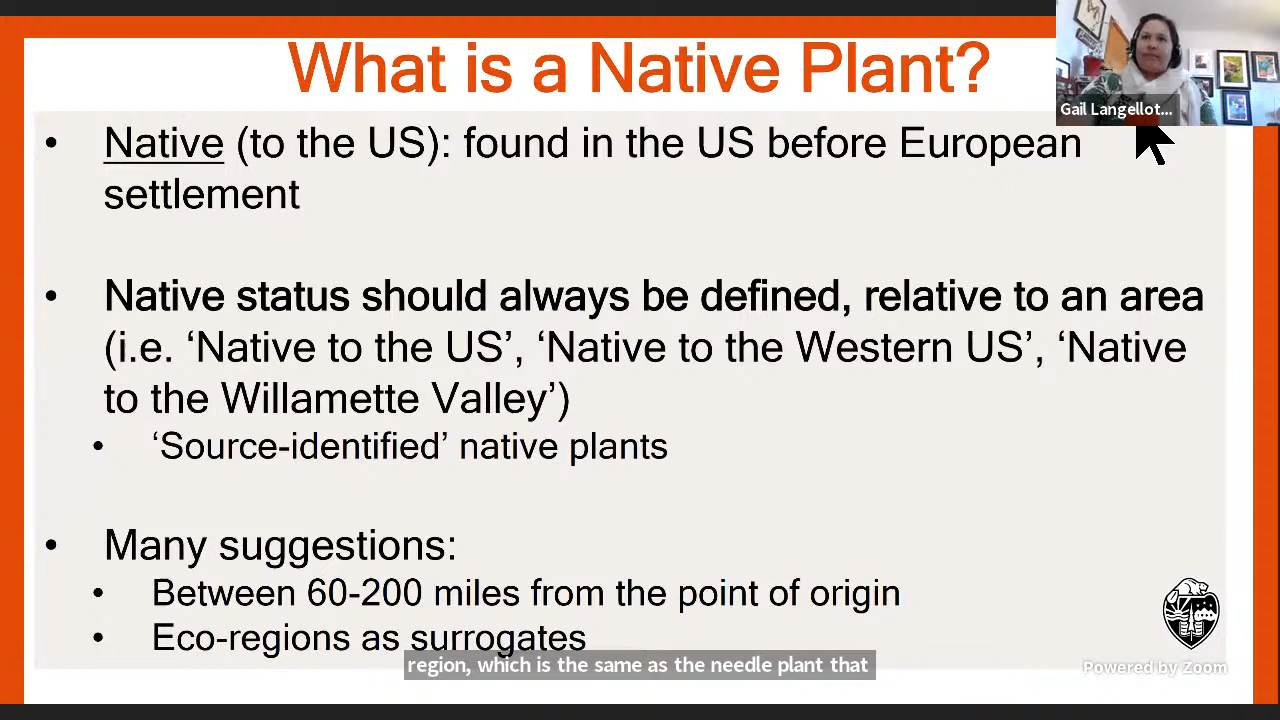 What is a Native Plant?
Gail Langellot...
• Native (to the US): found in the US before European
settlement
• Native status should always be defined, relative to an area
(i.e. ‘Native to the US’, ‘Native to the Western US’, ‘Native
to the Willamette Valley’)
• ‘Source-identified’ native plants
• Many suggestions:
• Between 60-200 miles from the point of origin
• Eco-regions as surrogates
region, which is the same as the needle plant that
Powered by Zoom